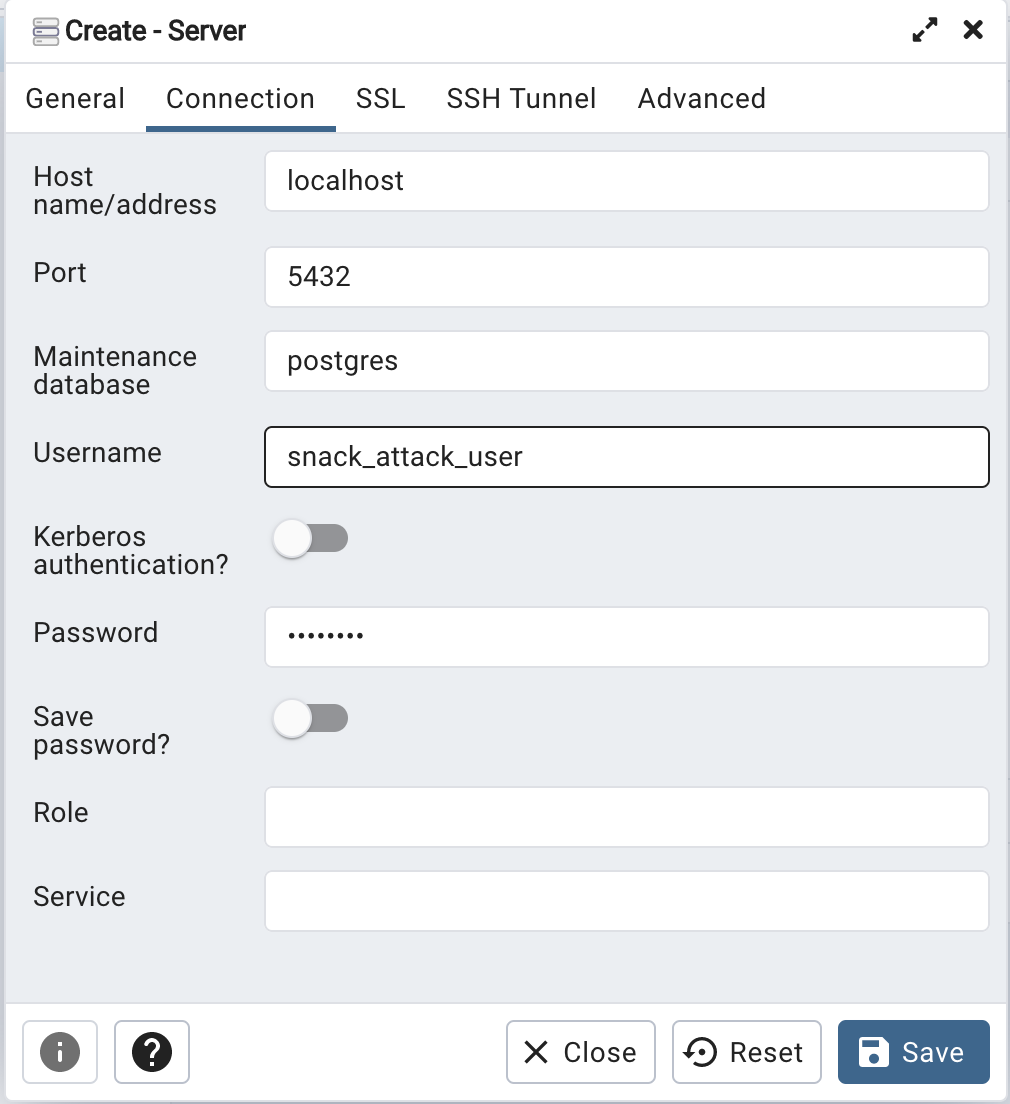 Create - Server
General Connection SSL SSH Tunnel Advanced
Host
name/address
localhost
Port
5432
Maintenance
database
postgres
Username
snack_attack_user
Kerberos
authentication?
Password
••••••••
Save
password?
Role
Service
Close Reset Save